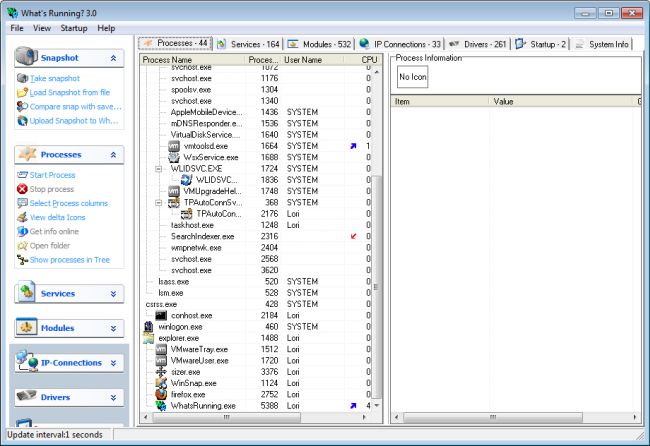 What's Running? 3.0
File View Startup Help
Snapshot
Take snapshot
Load Snapshot from file
Compare snap with save...
Upload Snapshot to Wh...
Processes
Start Process
Stop process
Select Process columns
View delta Icons
Get info online
Open folder
Show processes in Tree
Services
Modules
IP-Connections
Drivers
Update interval:1 seconds
Processes - 44 Services - 164 Modules - 532 IP Connections - 33 Drivers - 261 Startup - 2 System Info
Process Name Proces... User Name CPU
svchost.exe 1072 0
svchost.exe 1176 0
spoolsv.exe 1304 0
svchost.exe 1340 0
AppleMobileDevice... 1436 SYSTEM 0
mDNSResponder.e... 1536 SYSTEM 0
VirtualDiskService.... 1640 SYSTEM 0
vmtoolsd.exe 1664 SYSTEM 1
WsxService.exe 1688 SYSTEM 0
WLIDSVC.EXE 1724 SYSTEM 0
WLIDSVC... 1836 SYSTEM 0
VMUpgradeHel... 1748 SYSTEM 0
TPAutoConnSv... 368 SYSTEM 0
TPAutoCon... 2176 Lori 0
taskhost.exe 1248 Lori 0
SearchIndexer.exe 2316 0
wmpnetwk.exe 2404 0
svchost.exe 2568 0
svchost.exe 3620 0
lsass.exe 520 SYSTEM 0
lsm.exe 528 SYSTEM 0
csrss.exe 428 SYSTEM 0
conhost.exe 2184 Lori 0
winlogon.exe 460 SYSTEM 0
explorer.exe 1488 Lori 0
VMwareTray.exe 1512 Lori 0
VMwareUser.exe 1720 Lori 0
sizer.exe 3376 Lori 0
WinSnap.exe 1124 Lori 0
firefox.exe 2752 Lori 0
WhatsRunning.exe 5388 Lori 4
Process Information
No Icon
Item Value